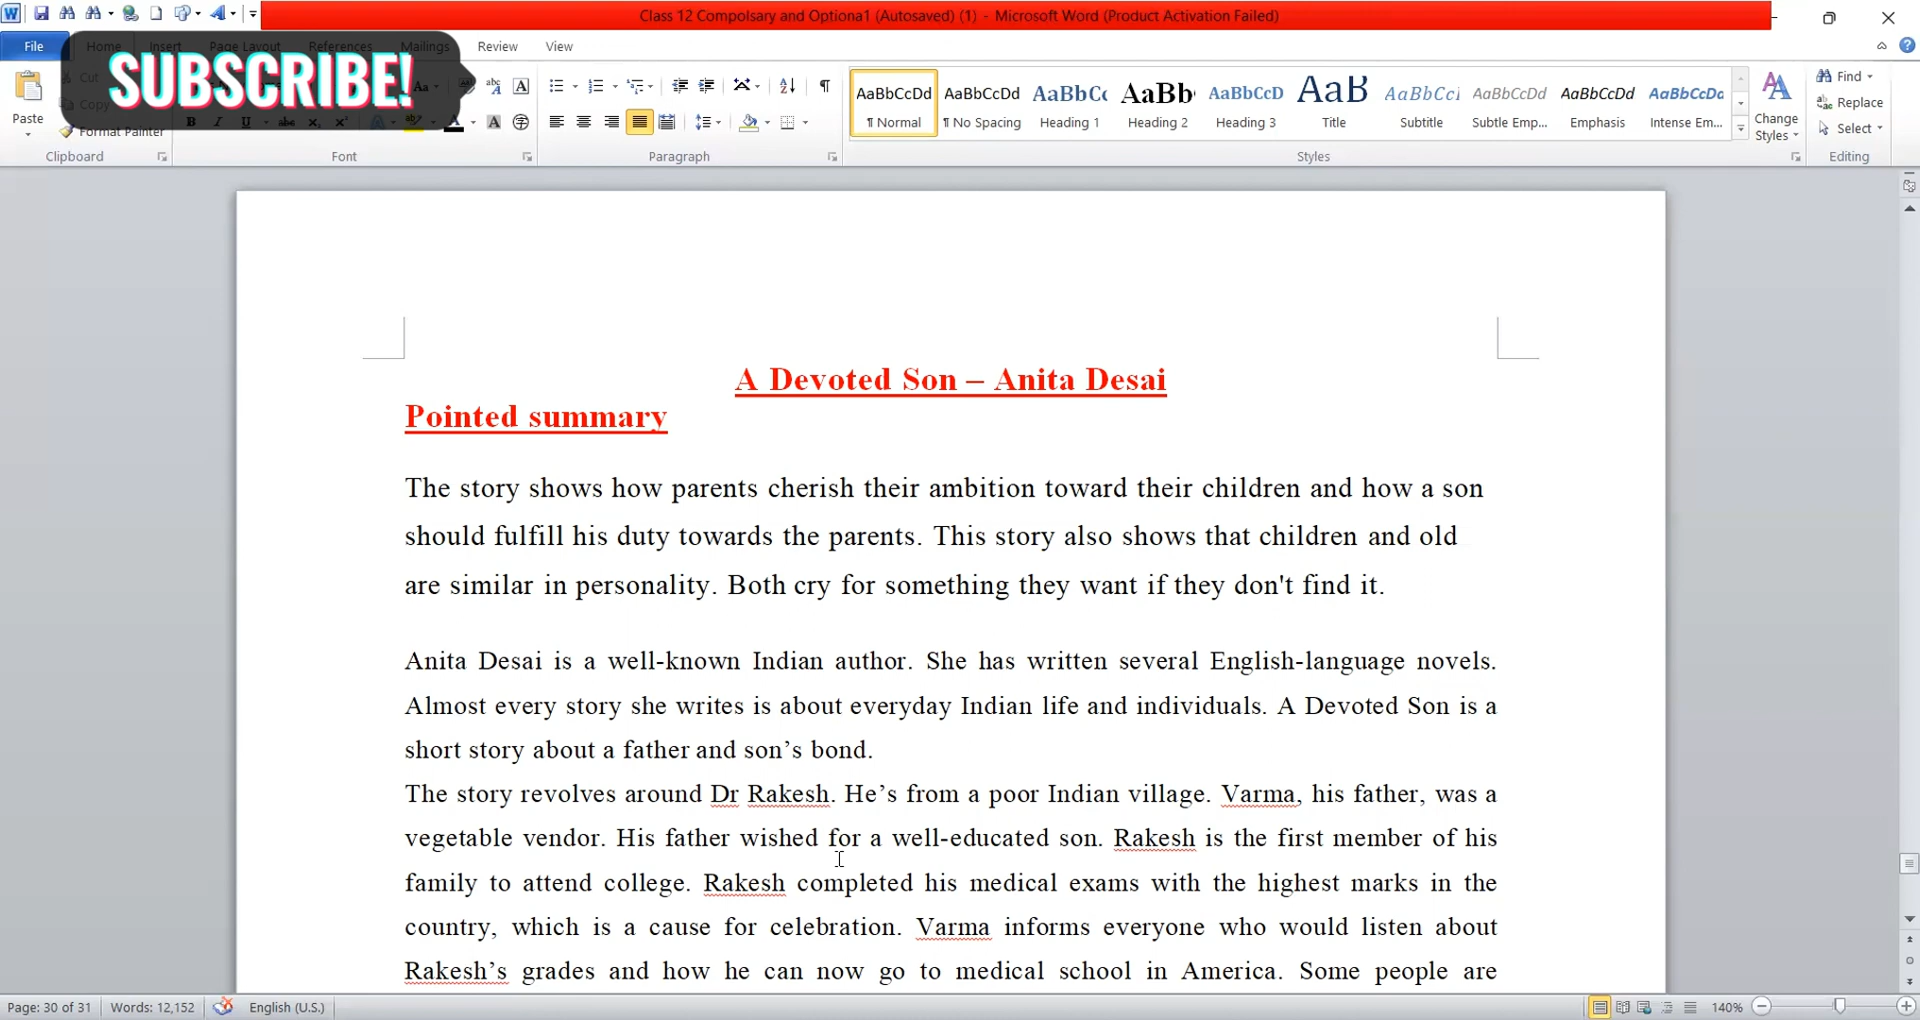 Class 12 Compolsary and Optiona1 (Autosaved) (1) - Microsoft Word (Product Activation Failed)
File Home Insert Page Layout References Mailings Review View
SUBSCRIBE!
Cut
Copy
Format Painter
Paste
AaBbCcDd AaBbCcDd AaBbCc AaBb AaBbCcD AaB AaBbCcl AaBbCcDd AaBbCcDd AaBbCcDd
¶ Normal ¶ No Spacing Heading 1 Heading 2 Heading 3 Title Subtitle Subtle Emp... Emphasis Intense Em...
Change Styles
Find
Replace
Select
Clipboard Font Paragraph Styles Editing
A Devoted Son – Anita Desai
Pointed summary
The story shows how parents cherish their ambition toward their children and how a son
should fulfill his duty towards the parents. This story also shows that children and old
are similar in personality. Both cry for something they want if they don't find it.
Anita Desai is a well-known Indian author. She has written several English-language novels.
Almost every story she writes is about everyday Indian life and individuals. A Devoted Son is a
short story about a father and son’s bond.
The story revolves around Dr Rakesh. He’s from a poor Indian village. Varma, his father, was a
vegetable vendor. His father wished for a well-educated son. Rakesh is the first member of his
family to attend college. Rakesh completed his medical exams with the highest marks in the
country, which is a cause for celebration. Varma informs everyone who would listen about
Rakesh’s grades and how he can now go to medical school in America. Some people are
Page: 30 of 31 Words: 12,152 English (U.S.) 140%